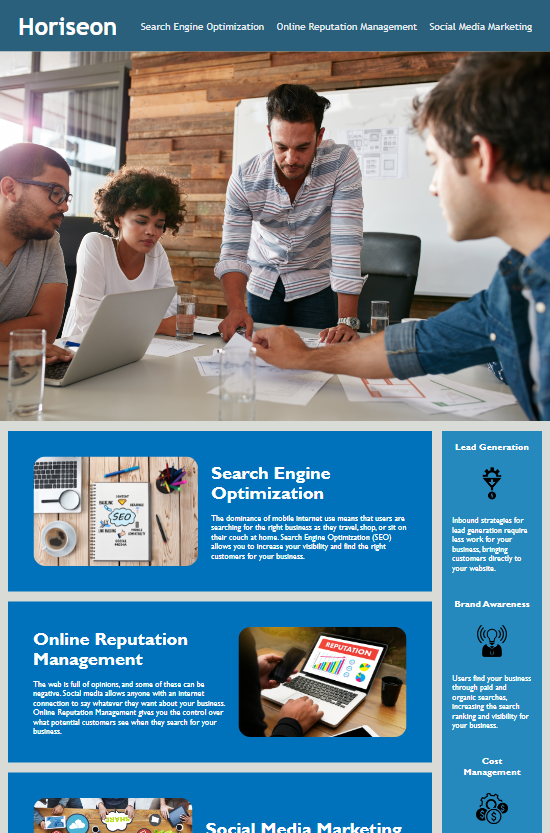 Horiseon
Search Engine Optimization Online Reputation Management Social Media Marketing
Search Engine
Optimization
The dominance of mobile internet use means that users are
searching for the right business as they travel, shop, or sit on
their couch at home. Search Engine Optimization (SEO)
allows you to increase your visibility and find the right
customers for your business.
SEO
Online Reputation
Management
The web is full of opinions, and some of these can be
negative. Social media allows anyone with an internet
connection to say whatever they want about your business.
Online Reputation Management gives you the control over
what potential customers see when they search for your
business.
REPUTATION
SHARE
Social Media Marketing
Lead Generation
Inbound strategies for
lead generation require
less work for your
business, bringing
customers directly to
your website.
Brand Awareness
Users find your business
through paid and
organic searches,
increasing the search
ranking and visibility for
your business.
Cost
Management